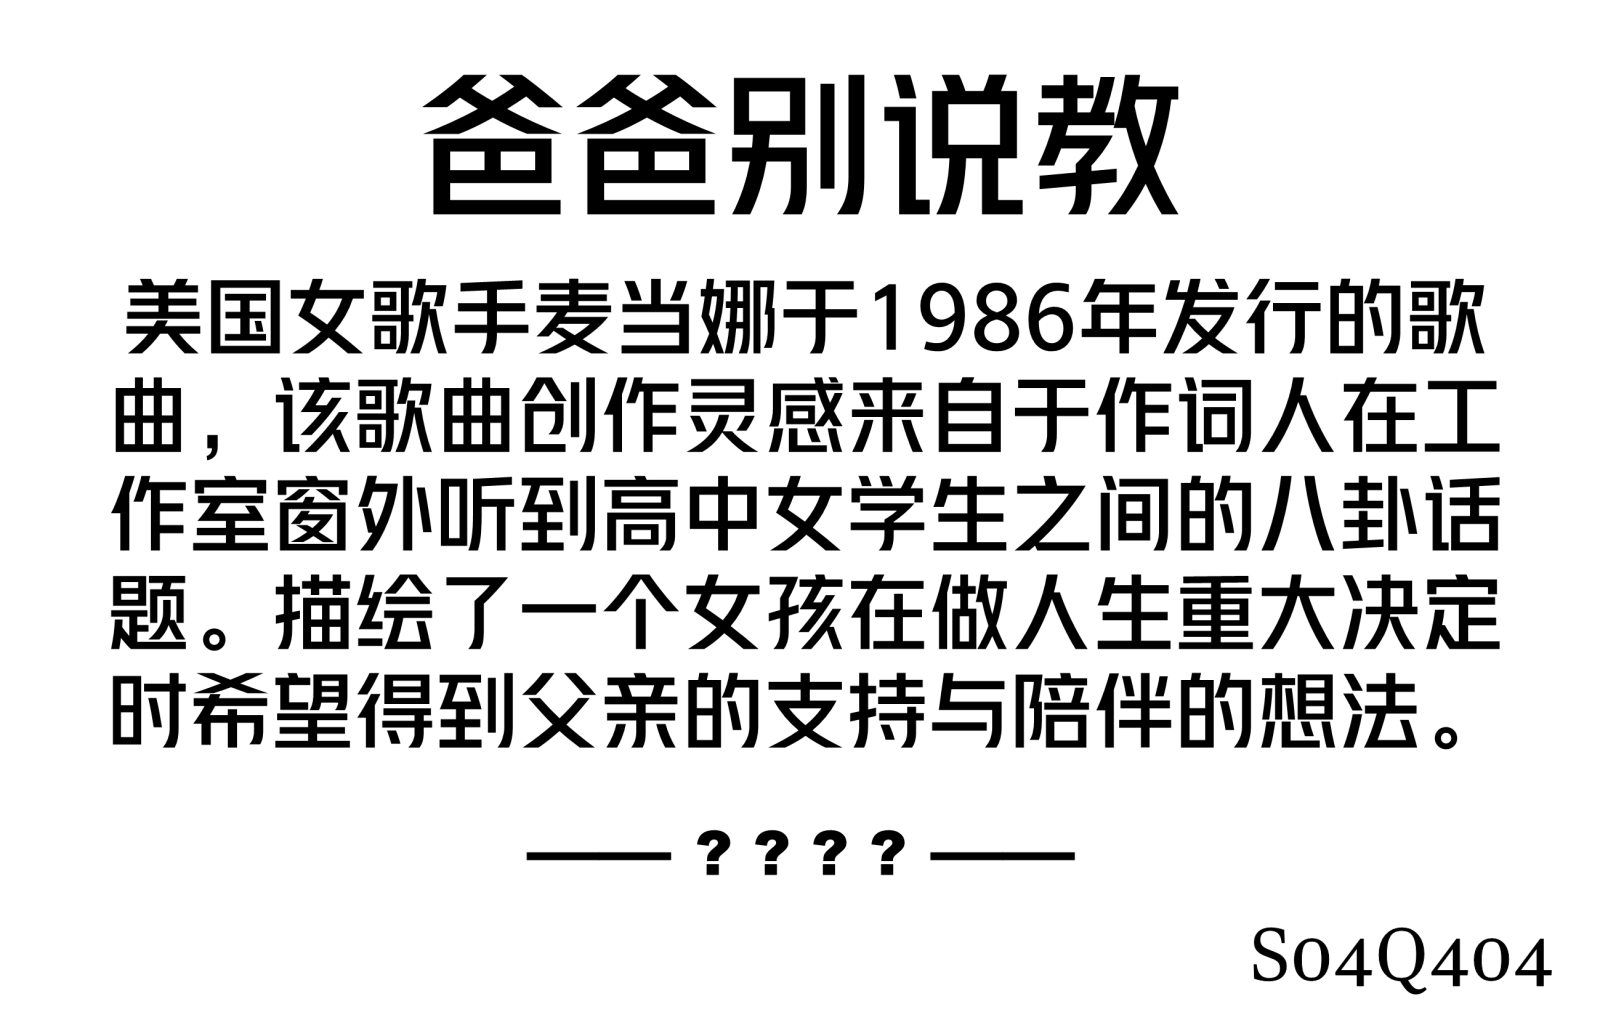 爸爸别说教
美国女歌手麦当娜于1986年发行的歌
曲，该歌曲创作灵感来自于作词人在工
作室窗外听到高中女学生之间的八卦话
题。描绘了一个女孩在做人生重大决定
时希望得到父亲的支持与陪伴的想法。
——？？？？——
S04Q404